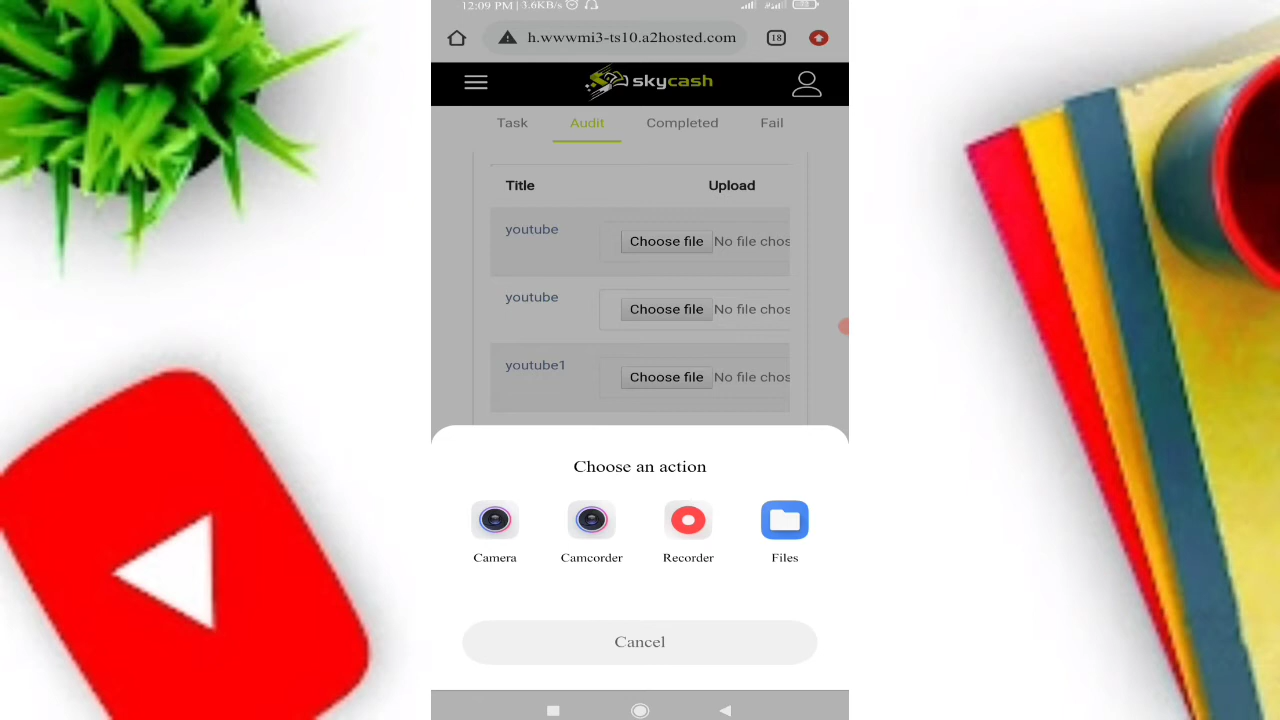 12:09 PM | 3.6KB/s
h.wwwmi3-ts10.a2hosted.com
18
skycash
Task Audit Completed Fail
Title Upload
youtube
Choose file No file chos
youtube
Choose file No file chos
youtube1
Choose file No file chos
Choose an action
Camera Camcorder Recorder Files
Cancel